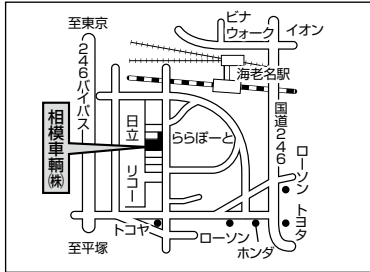 至東京
ビナ
ウォーク
イオン
246バイパス
海老名駅
国道246
相模車輌㈱
日立
ららぽーと
リコー
ローソン
トヨタ
トコヤ
ローソン
ホンダ
至平塚